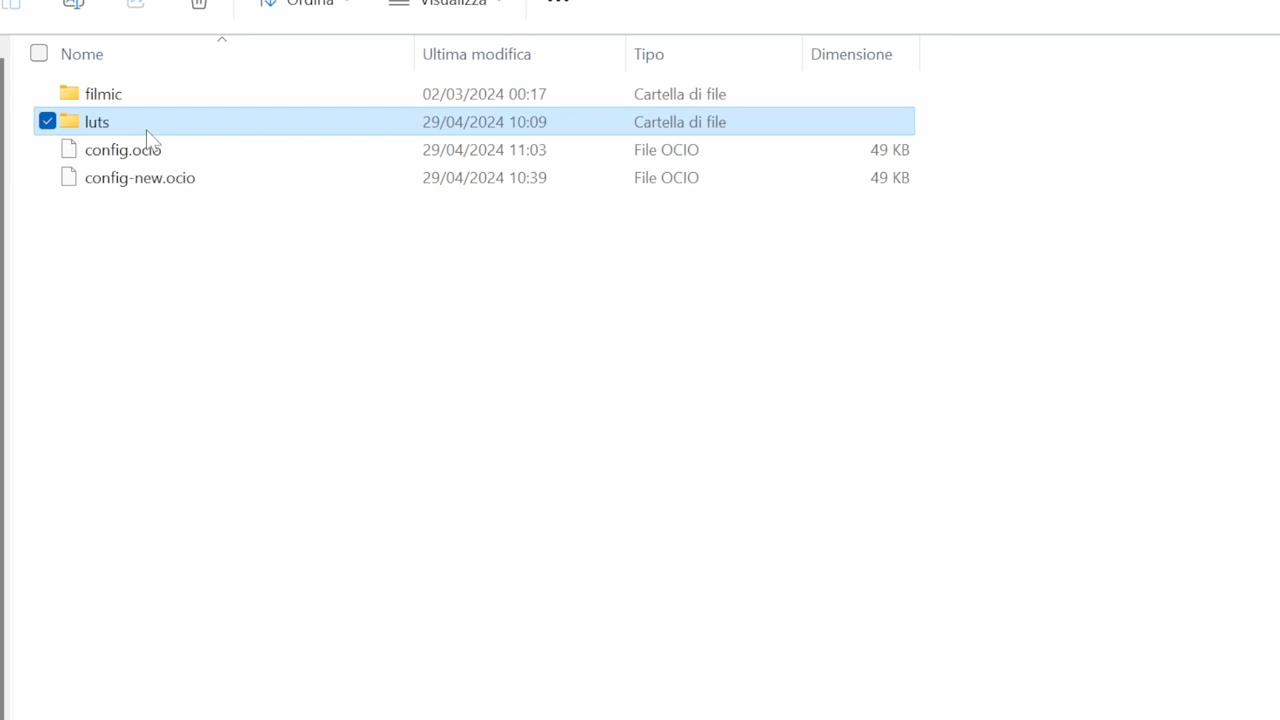 Ordina
Visualizza
Nome Ultima modifica Tipo Dimensione
filmic 02/03/2024 00:17 Cartella di file
luts 29/04/2024 10:09 Cartella di file
config.ocio 29/04/2024 11:03 File OCIO 49 KB
config-new.ocio 29/04/2024 10:39 File OCIO 49 KB